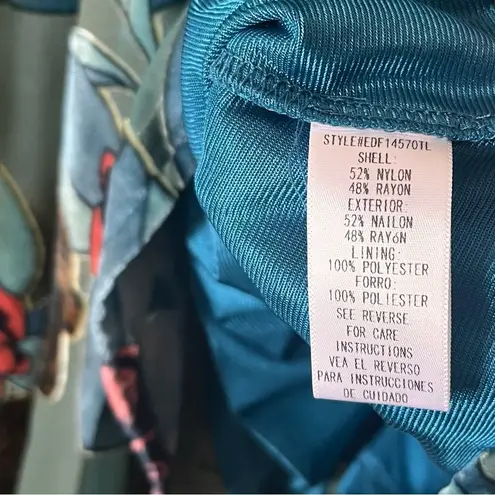 STYLE#EDF14570TL
SHELL:
52% NYLON
48% RAYON
EXTERIOR:
52% NAILON
48% RAYóN
LINING:
100% POLYESTER
FORRO:
100% POLIESTER
SEE REVERSE
FOR CARE
INSTRUCTIONS
VEA EL REVERSO
PARA INSTRUCCIONES
DE CUIDADO